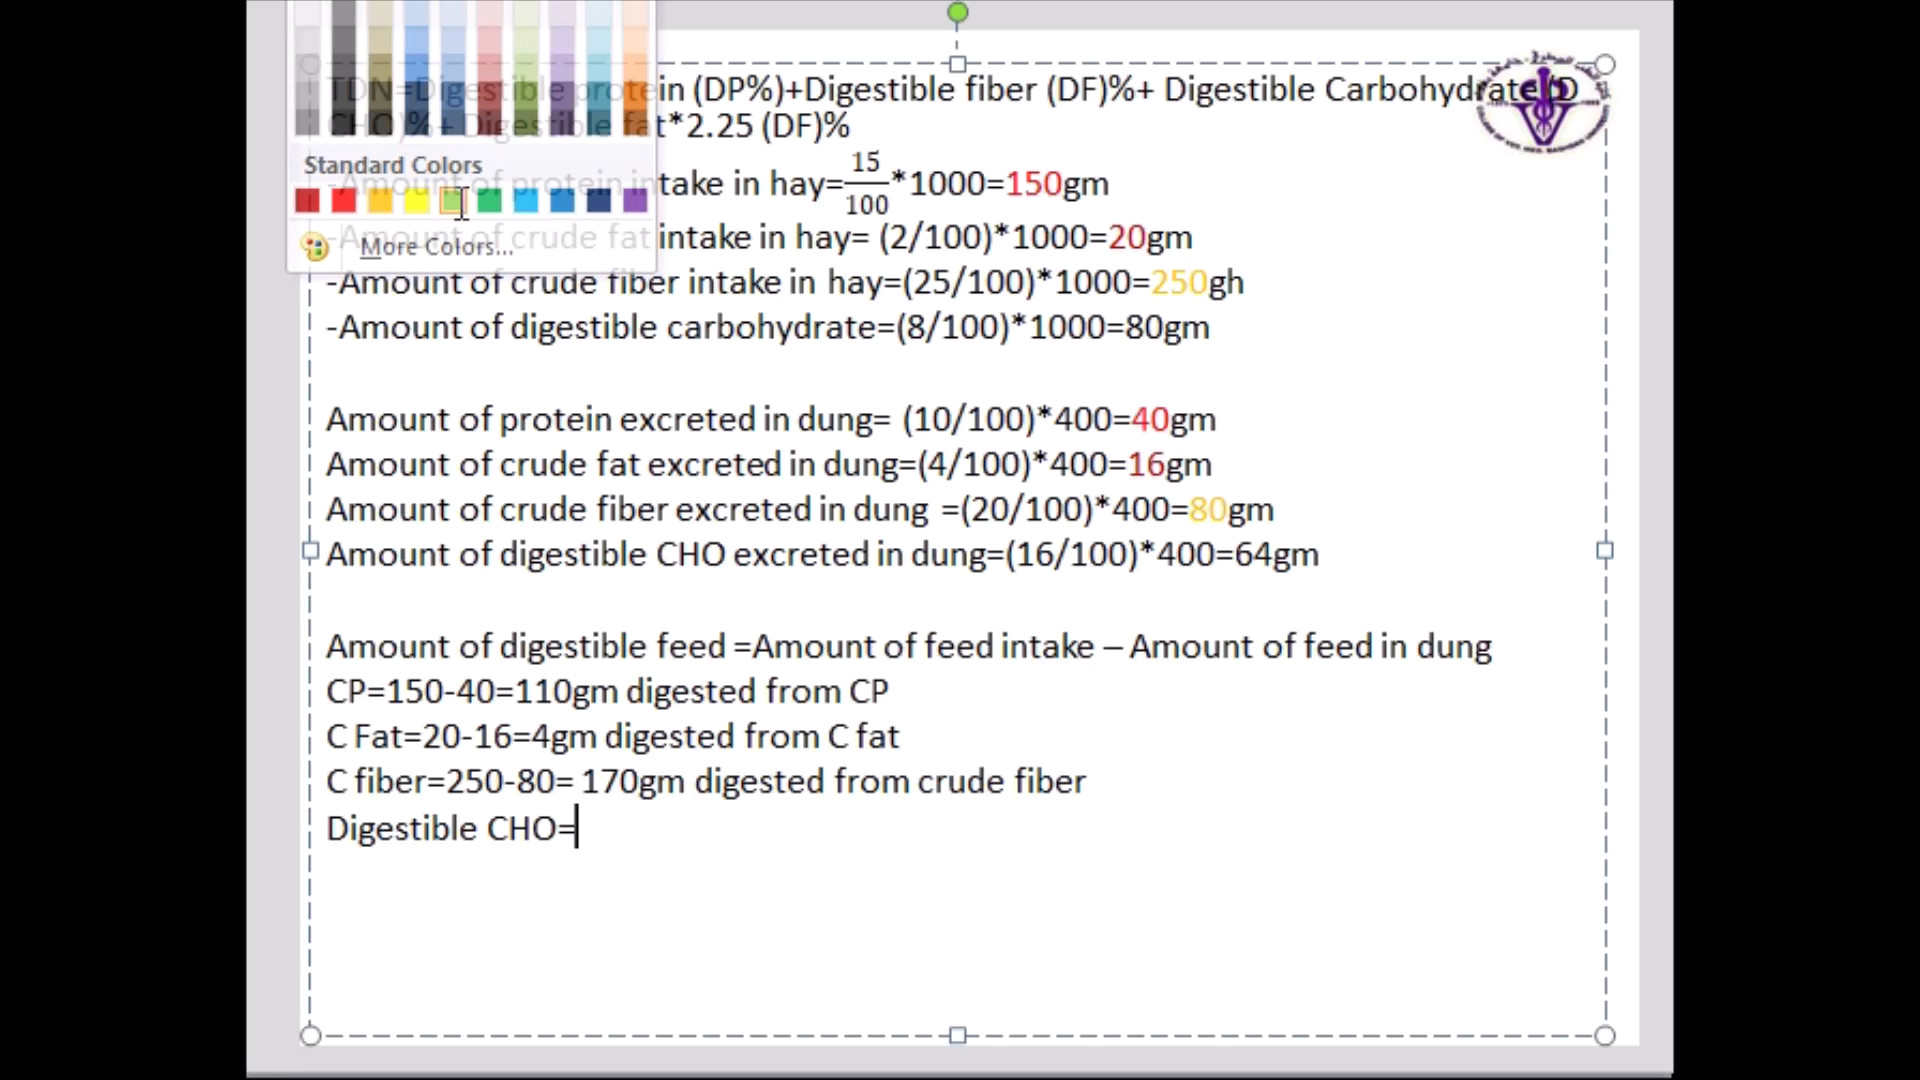 TDN=Digestible protein (DP%)+Digestible fiber (DF)%+ Digestible Carbohydrate (D
CHO)%+ Digestible fat*2.25 (DF)%
Standard Colors
-Amount of protein intake in hay=15/100*1000=150gm
-Amount of crude fat intake in hay= (2/100)*1000=20gm
More Colors...
-Amount of crude fiber intake in hay=(25/100)*1000=250gh
-Amount of digestible carbohydrate=(8/100)*1000=80gm
Amount of protein excreted in dung= (10/100)*400=40gm
Amount of crude fat excreted in dung=(4/100)*400=16gm
Amount of crude fiber excreted in dung =(20/100)*400=80gm
Amount of digestible CHO excreted in dung=(16/100)*400=64gm
Amount of digestible feed =Amount of feed intake – Amount of feed in dung
CP=150-40=110gm digested from CP
C Fat=20-16=4gm digested from C fat
C fiber=250-80= 170gm digested from crude fiber
Digestible CHO=